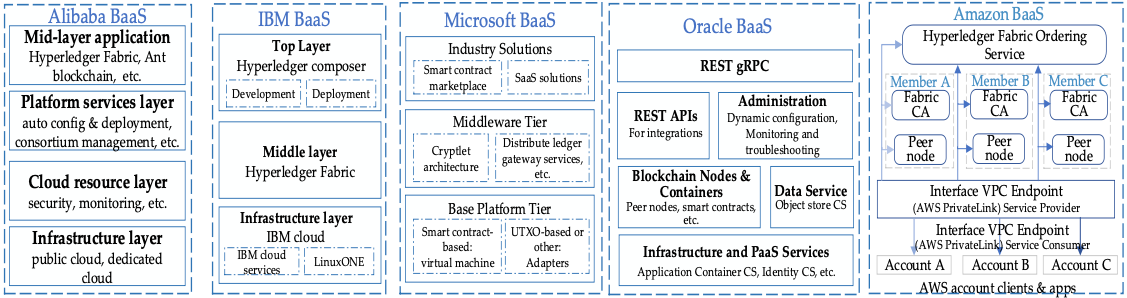 Alibaba BaaS
Mid-layer application
Hyperledger Fabric, Ant
blockchain, etc.
Platform services layer
auto config & deployment,
consortium management, etc.
Cloud resource layer
security, monitoring, etc.
Infrastructure layer
public cloud, dedicated
cloud
IBM BaaS
Top Layer
Hyperledger composer
Development
Deployment
Middle layer
Hyperledger Fabric
Infrastructure layer
IBM cloud
IBM cloud
services
LinuxONE
Microsoft BaaS
Industry Solutions
Smart contract
marketplace
SaaS solutions
Middleware Tier
Cryptlet
architecture
Distribute ledger
gateway services,
etc.
Base Platform Tier
Smart contract-
based:
virtual machine
UTXO-based or
other:
Adapters
Oracle BaaS
REST gRPC
REST APIs
For integrations
Administration
Dynamic configuration,
Monitoring and
troubleshooting
Blockchain Nodes &
Containers
Peer nodes, smart contracts,
etc.
Data Service
Object store CS
Infrastructure and PaaS Services
Application Container CS, Identity CS, etc.
Amazon BaaS
Hyperledger Fabric Ordering
Service
Member A
Fabric
CA
Peer
node
Member B
Fabric
CA
Peer
node
Member C
Fabric
CA
Peer
node
Interface VPC Endpoint
(AWS PrivateLink) Service Provider
Interface VPC Endpoint
(AWS PrivateLink) Service Consumer
Account A
Account B
Account C
AWS account clients & apps